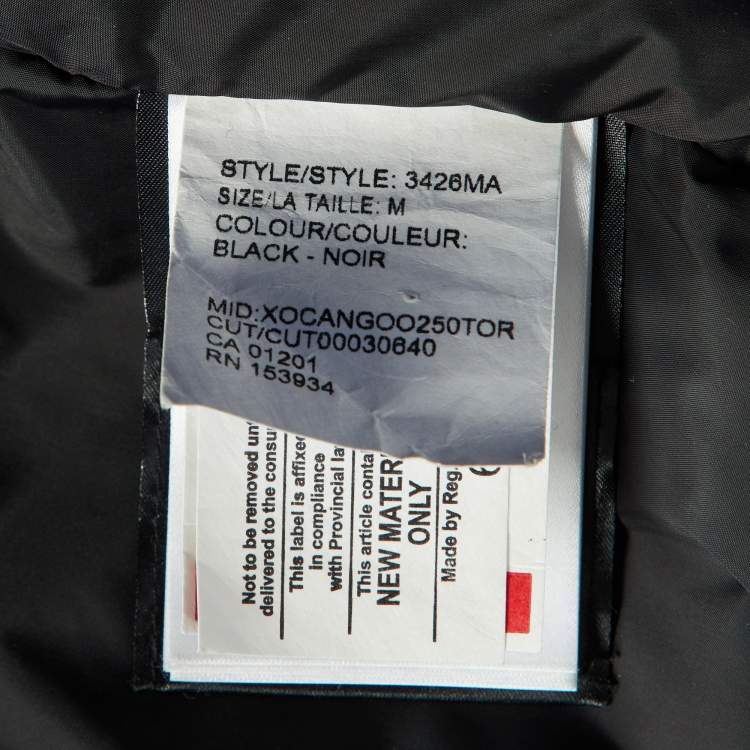 STYLE/STYLE: 3426MA
SIZE/LA TAILLE: M
COLOUR/COULEUR:
BLACK - NOIR
MID:XOCANGOO250TOR
CUT/CUT00030640
CA 01201
RN 153934
Not to be removed un
delivered to the consu
This label is affixe
In compliance
with Provincial la
This article conta
NEW MATER
ONLY
Made by Reg.